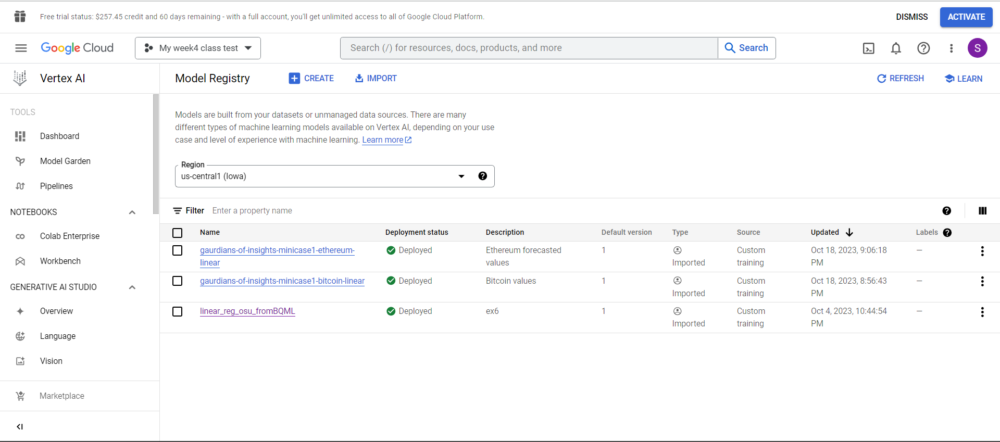 Free trial status: $257.45 credit and 60 days remaining - with a full account, you'll get unlimited access to all of Google Cloud Platform.
DISMISS
ACTIVATE
Google Cloud
My week4 class test
Search (/) for resources, docs, products, and more
Search
S
Vertex AI
Model Registry
CREATE
IMPORT
REFRESH
LEARN
TOOLS
Dashboard
Model Garden
Pipelines
NOTEBOOKS
Colab Enterprise
Workbench
GENERATIVE AI STUDIO
Overview
Language
Vision
Marketplace
Models are built from your datasets or unmanaged data sources. There are many
different types of machine learning models available on Vertex AI, depending on your use
case and level of experience with machine learning. Learn more
Region
us-central1 (Iowa)
Filter Enter a property name
Name Deployment status Description Default version Type Source Updated Labels
gaurdians-of-insights-minicase1-ethereum- Deployed Ethereum forecasted 1 Custom Oct 18, 2023, 9:06:18 —
linear values Imported training PM
gaurdians-of-insights-minicase1-bitcoin-linear Deployed Bitcoin values 1 Custom Oct 18, 2023, 8:56:43 —
Imported training PM
linear_reg_osu_fromBQML Deployed ex6 1 Custom Oct 4, 2023, 10:44:54 —
Imported training PM